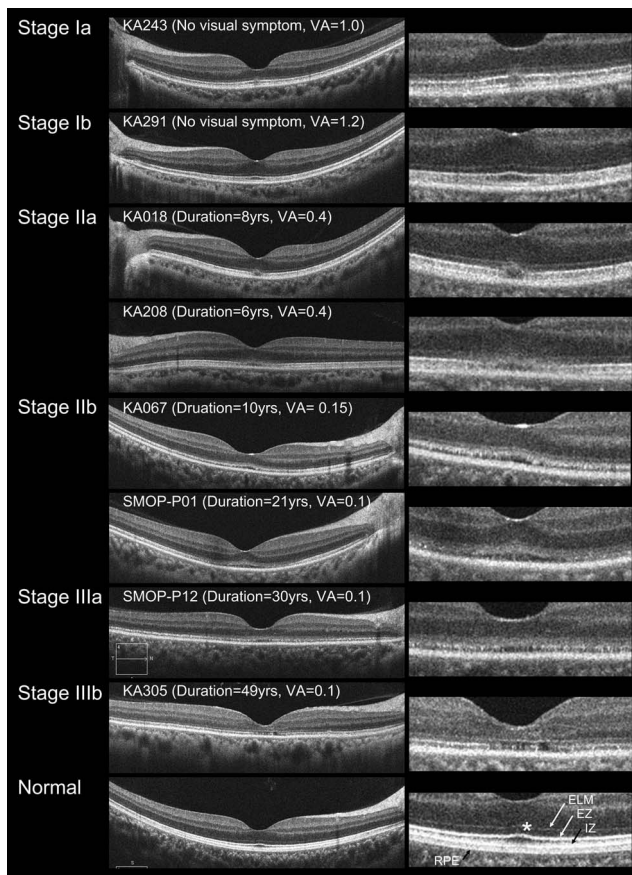 Stage Ia
KA243 (No visual symptom, VA=1.0)
Stage Ib
KA291 (No visual symptom, VA=1.2)
Stage IIa
KA018 (Duration=8yrs, VA=0.4)
KA208 (Duration=6yrs, VA=0.4)
Stage IIb
KA067 (Druation=10yrs, VA= 0.15)
SMOP-P01 (Duration=21yrs, VA=0.1)
Stage IIIa
SMOP-P12 (Duration=30yrs, VA=0.1)
T N
Stage IIIb
KA305 (Duration=49yrs, VA=0.1)
Normal
ELM
EZ
* IZ
RPE
S